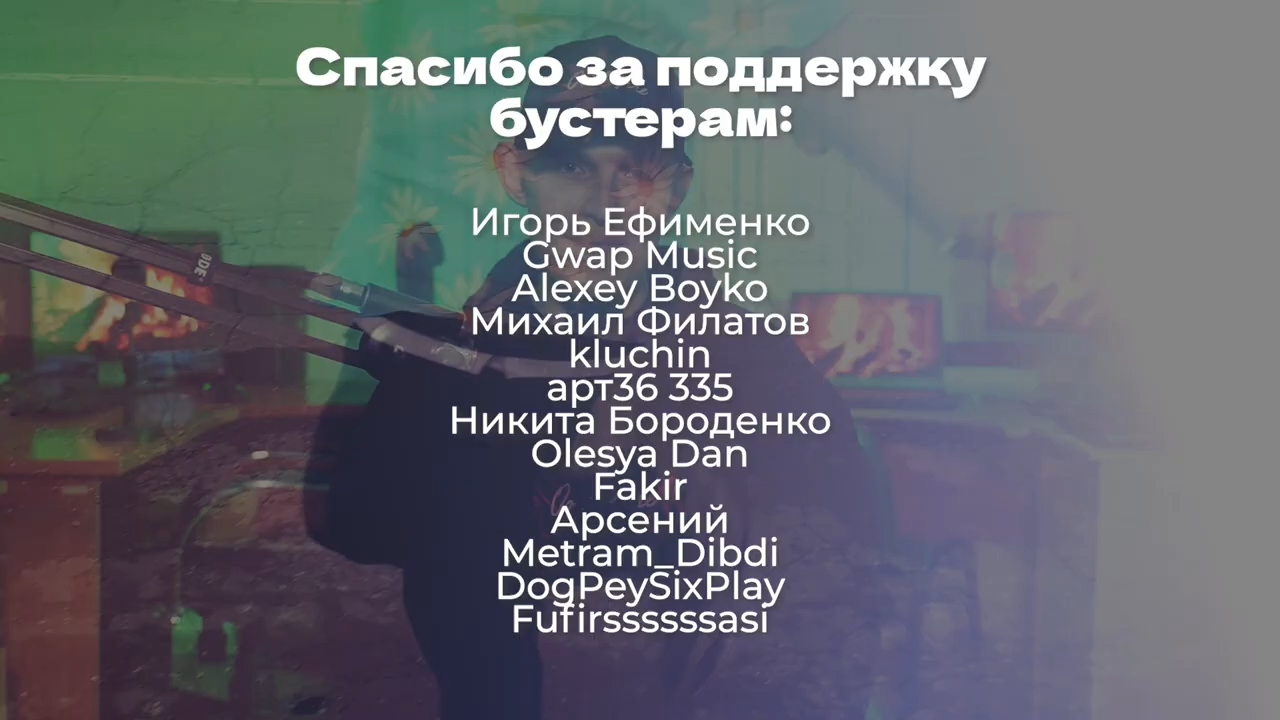 Спасибо за поддержку
бустерам:
Игорь Ефименко
Gwap Music
Alexey Boyko
Михаил Филатов
kluchin
арт36 335
Никита Бороденко
Olesya Dan
Fakir
Арсений
Metram_Dibdi
DogPeySixPlay
Fufirssssssasi